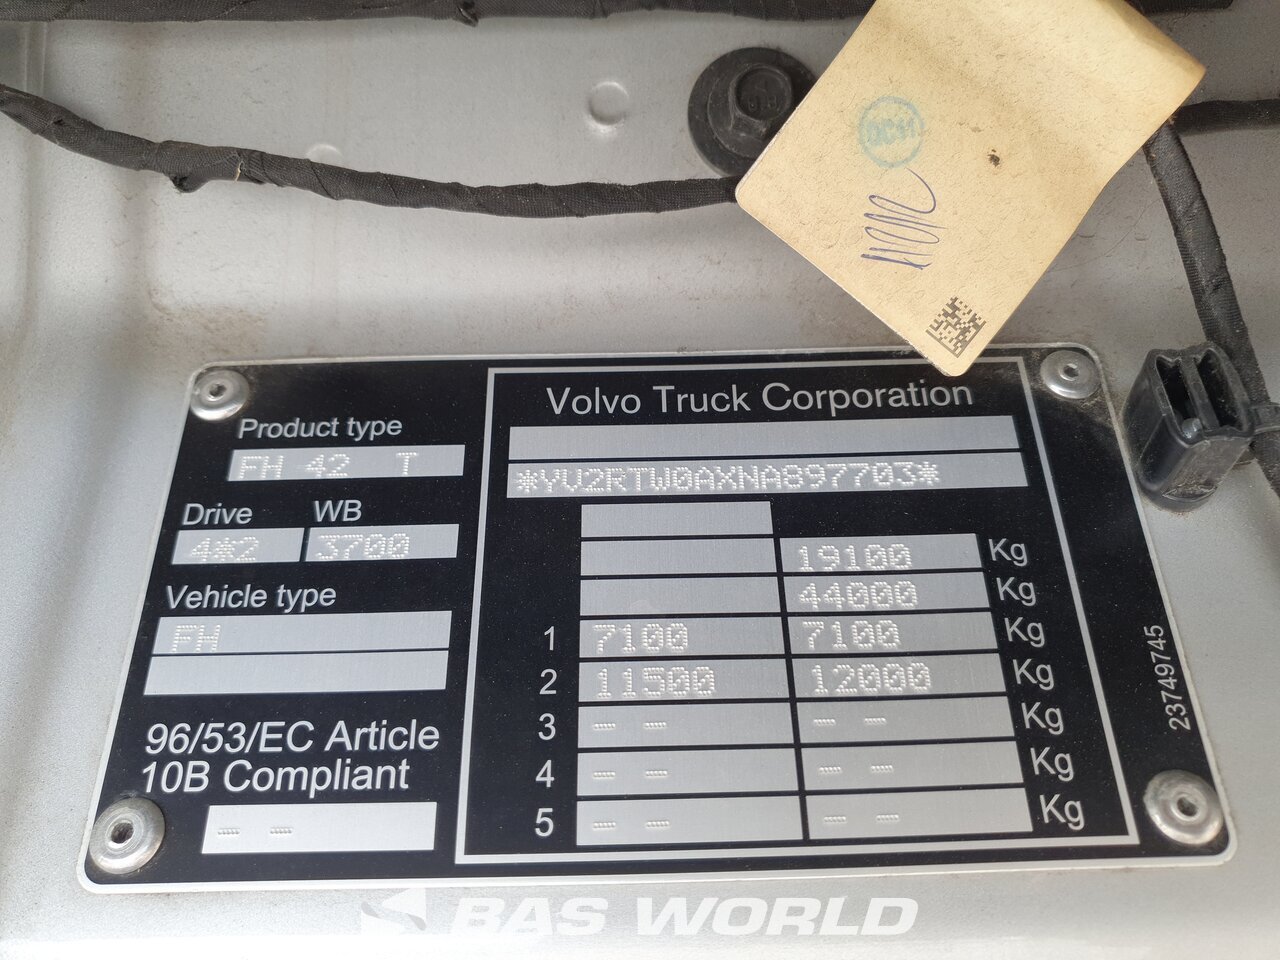 Volvo Truck Corporation
*YV2RTW0AXNA897703*
19100 Kg
44000 Kg
1 7100 7100 Kg
2 11500 12000 Kg
3 -- -- -- -- Kg
4 -- -- -- -- Kg
5 -- -- -- -- Kg
Product type
FH 42 T
Drive WB
4*2 3700
Vehicle type
FH
96/53/EC Article
10B Compliant
-- --
23749745
BAS WORLD